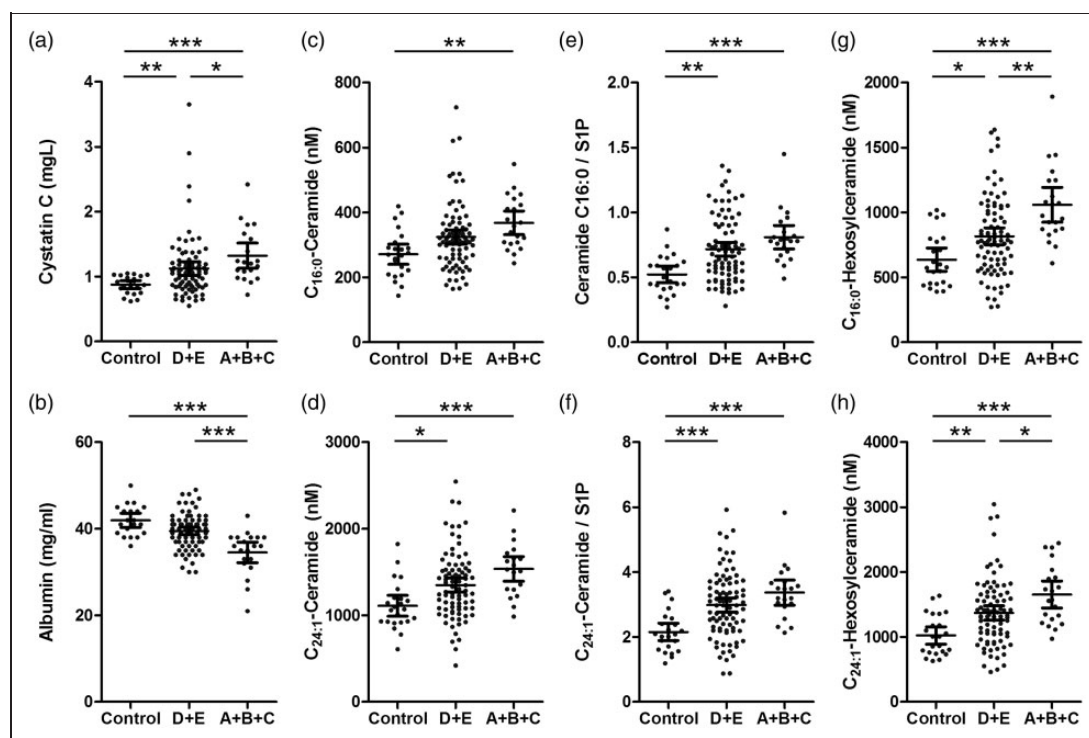 (a)
***
** *
Cystatin C (mgL)
4
3
2
1
0
Control D+E A+B+C
(c)
**
C16:0-Ceramide (nM)
800
600
400
200
0
Control D+E A+B+C
(e)
***
**
Ceramide C16:0 / S1P
2.0
1.5
1.0
0.5
0.0
Control D+E A+B+C
(g)
***
* **
C16:0-Hexosylceramide (nM)
2000
1500
1000
500
0
Control D+E A+B+C
(b)
***
***
Albumin (mg/ml)
60
40
20
0
Control D+E A+B+C
(d)
***
*
C24:1-Ceramide (nM)
3000
2000
1000
0
Control D+E A+B+C
(f)
***
***
C24:1-Ceramide / S1P
8
6
4
2
0
Control D+E A+B+C
(h)
***
** *
C24:1-Hexosylceramide (nM)
4000
3000
2000
1000
0
Control D+E A+B+C